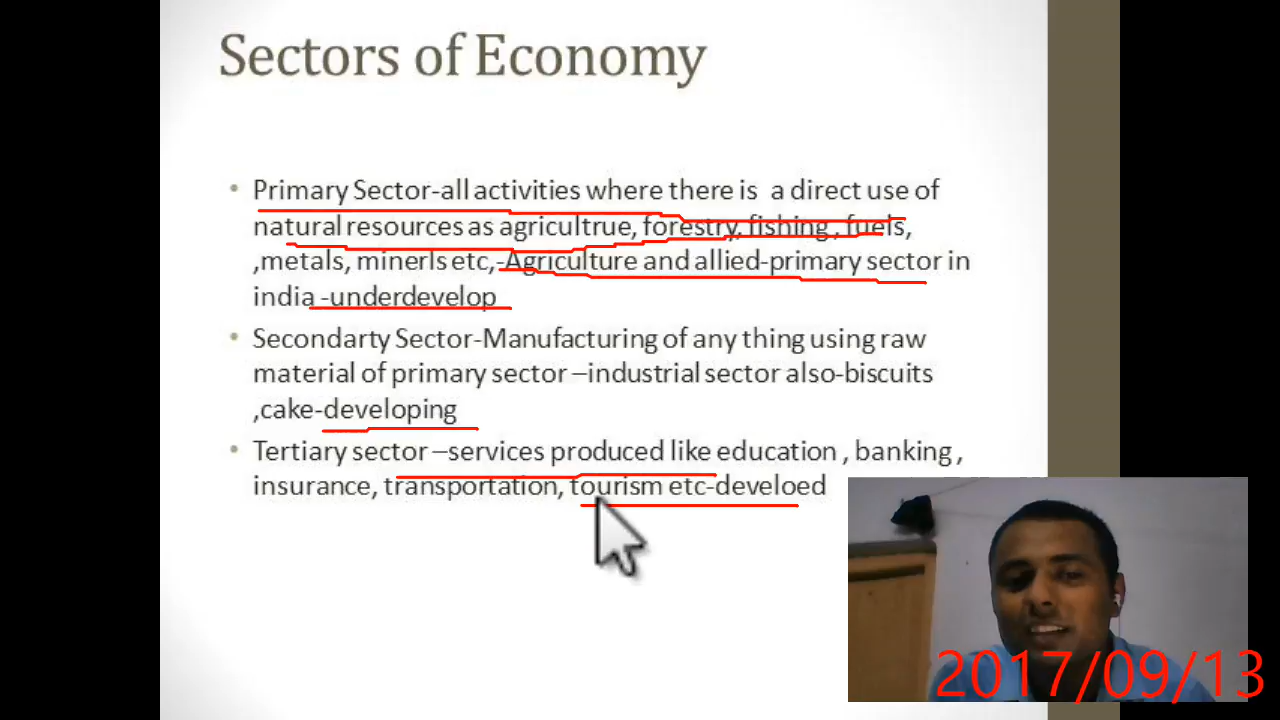 Sectors of Economy
• Primary Sector-all activities where there is a direct use of
natural resources as agricultrue, forestry, fishing , fuels,
,metals, minerls etc,-Agriculture and allied-primary sector in
india -underdevelop
• Secondarty Sector-Manufacturing of any thing using raw
material of primary sector –industrial sector also-biscuits
,cake-developing
• Tertiary sector –services produced like education , banking ,
insurance, transportation, tourism etc-develoed
2017/09/13